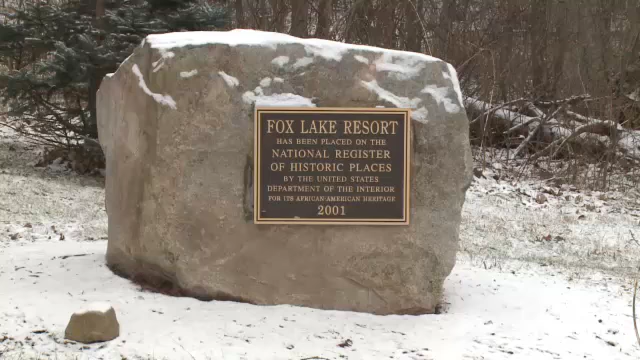 FOX LAKE RESORT
HAS BEEN PLACED ON THE
NATIONAL REGISTER
OF HISTORIC PLACES
BY THE UNITED STATES
DEPARTMENT OF THE INTERIOR
FOR ITS AFRICAN/AMERICAN HERITAGE
2001